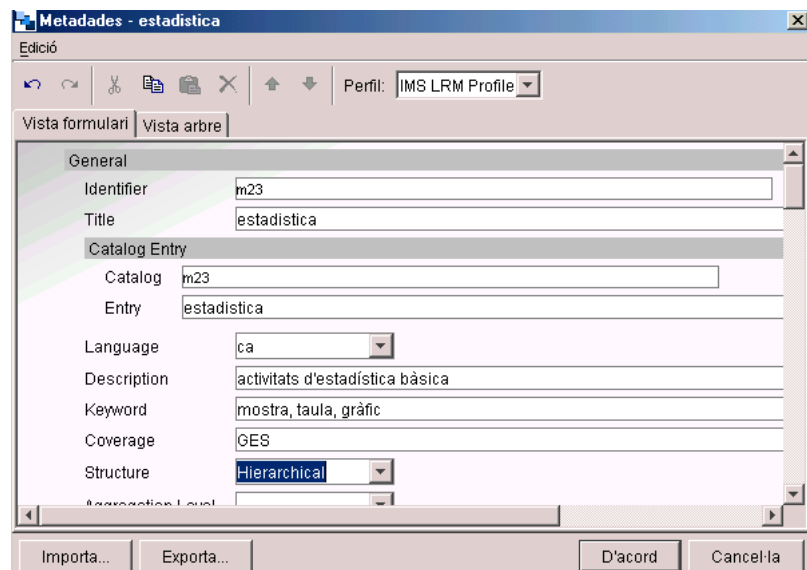 Metadades - estadistica
Edició
Perfil: IMS LRM Profile
Vista formulari Vista arbre
General
Identifier m23
Title estadistica
Catalog Entry
Catalog m23
Entry estadistica
Language ca
Description activitats d'estadística bàsica
Keyword mostra, taula, gràfic
Coverage GES
Structure Hierarchical
Aggregation Level
Importa... Exporta... D'acord Cancel·la